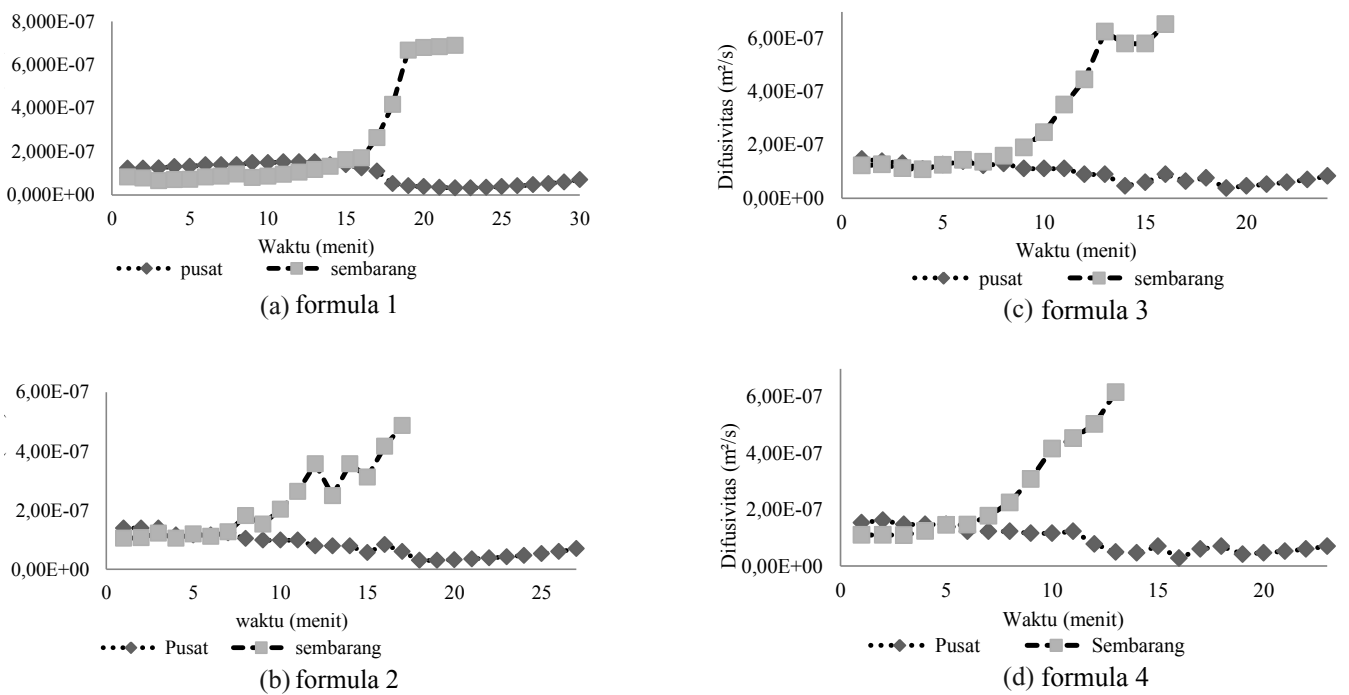 8,000E-07
6,000E-07
4,000E-07
2,000E-07
0,000E+00
0 5 10 15 20 25 30
Waktu (menit)
pusat sembarang
(a) formula 1
Difusivitas (m²/s)
6,00E-07
4,00E-07
2,00E-07
0,00E+00
0 5 10 15 20
Waktu (menit)
pusat sembarang
(c) formula 3
6,00E-07
4,00E-07
2,00E-07
0,00E+00
0 5 10 15 20 25
waktu (menit)
Pusat sembarang
(b) formula 2
Difusivitas (m²/s)
6,00E-07
4,00E-07
2,00E-07
0,00E+00
0 5 10 15 20
Waktu (menit)
Pusat Sembarang
(d) formula 4